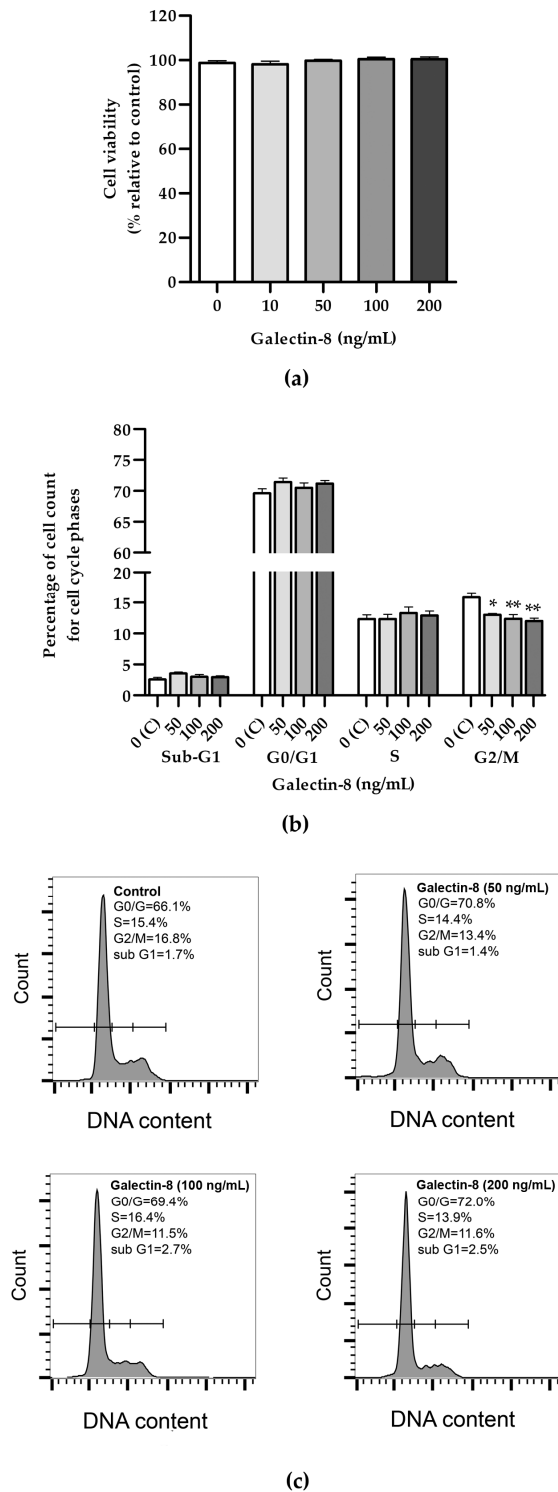 120
100
80
60
40
20
0
Cell viability
(% relative to control)
0 10 50 100 200
Galectin-8 (ng/mL)
(a)
80
75
70
65
60
20
15
10
5
0
Percentage of cell count
for cell cycle phases
* ** **
0 (C) 50 100 200 0 (C) 50 100 200 0 (C) 50 100 200 0 (C) 50 100 200
Sub-G1 G0/G1 S G2/M
Galectin-8 (ng/mL)
(b)
Control
G0/G=66.1%
S=15.4%
G2/M=16.8%
sub G1=1.7%
Count
DNA content
Galectin-8 (50 ng/mL)
G0/G=70.8%
S=14.4%
G2/M=13.4%
sub G1=1.4%
Count
DNA content
Galectin-8 (100 ng/mL)
G0/G=69.4%
S=16.4%
G2/M=11.5%
sub G1=2.7%
Count
DNA content
Galectin-8 (200 ng/mL)
G0/G=72.0%
S=13.9%
G2/M=11.6%
sub G1=2.5%
Count
DNA content
(c)